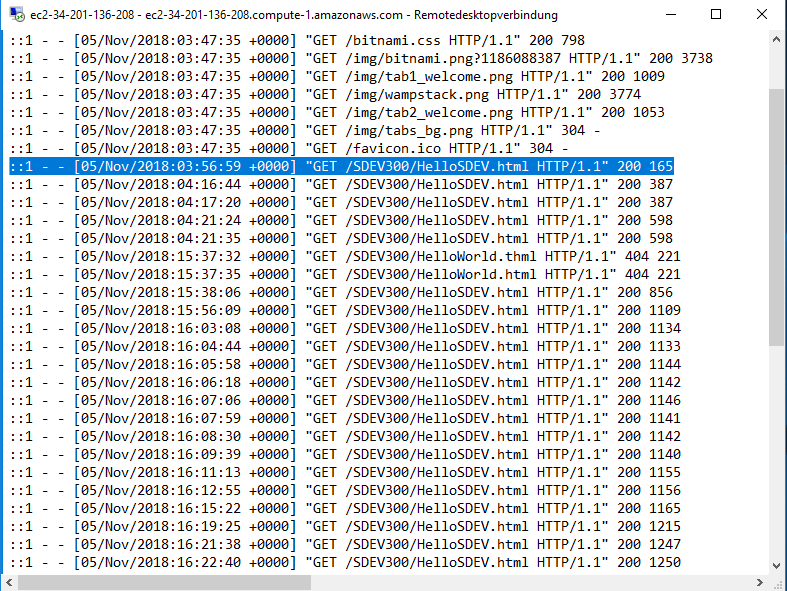 ec2-34-201-136-208 - ec2-34-201-136-208.compute-1.amazonaws.com - Remotedesktopverbindung
::1 - - [05/Nov/2018:03:47:35 +0000] "GET /bitnami.css HTTP/1.1" 200 798
::1 - - [05/Nov/2018:03:47:35 +0000] "GET /img/bitnami.png?1186088387 HTTP/1.1" 200 3738
::1 - - [05/Nov/2018:03:47:35 +0000] "GET /img/tab1_welcome.png HTTP/1.1" 200 1009
::1 - - [05/Nov/2018:03:47:35 +0000] "GET /img/wampstack.png HTTP/1.1" 200 3774
::1 - - [05/Nov/2018:03:47:35 +0000] "GET /img/tab2_welcome.png HTTP/1.1" 200 1053
::1 - - [05/Nov/2018:03:47:35 +0000] "GET /img/tabs_bg.png HTTP/1.1" 304 -
::1 - - [05/Nov/2018:03:47:35 +0000] "GET /favicon.ico HTTP/1.1" 304 -
::1 - - [05/Nov/2018:03:56:59 +0000] "GET /SDEV300/HelloSDEV.html HTTP/1.1" 200 165
::1 - - [05/Nov/2018:04:16:44 +0000] "GET /SDEV300/HelloSDEV.html HTTP/1.1" 200 387
::1 - - [05/Nov/2018:04:17:20 +0000] "GET /SDEV300/HelloSDEV.html HTTP/1.1" 200 387
::1 - - [05/Nov/2018:04:21:24 +0000] "GET /SDEV300/HelloSDEV.html HTTP/1.1" 200 598
::1 - - [05/Nov/2018:04:21:35 +0000] "GET /SDEV300/HelloSDEV.html HTTP/1.1" 200 598
::1 - - [05/Nov/2018:15:37:32 +0000] "GET /SDEV300/HelloWorld.thml HTTP/1.1" 404 221
::1 - - [05/Nov/2018:15:37:35 +0000] "GET /SDEV300/HelloWorld.html HTTP/1.1" 404 221
::1 - - [05/Nov/2018:15:38:06 +0000] "GET /SDEV300/HelloSDEV.html HTTP/1.1" 200 856
::1 - - [05/Nov/2018:15:56:09 +0000] "GET /SDEV300/HelloSDEV.html HTTP/1.1" 200 1109
::1 - - [05/Nov/2018:16:03:08 +0000] "GET /SDEV300/HelloSDEV.html HTTP/1.1" 200 1134
::1 - - [05/Nov/2018:16:04:44 +0000] "GET /SDEV300/HelloSDEV.html HTTP/1.1" 200 1133
::1 - - [05/Nov/2018:16:05:58 +0000] "GET /SDEV300/HelloSDEV.html HTTP/1.1" 200 1144
::1 - - [05/Nov/2018:16:06:18 +0000] "GET /SDEV300/HelloSDEV.html HTTP/1.1" 200 1142
::1 - - [05/Nov/2018:16:07:06 +0000] "GET /SDEV300/HelloSDEV.html HTTP/1.1" 200 1146
::1 - - [05/Nov/2018:16:07:59 +0000] "GET /SDEV300/HelloSDEV.html HTTP/1.1" 200 1141
::1 - - [05/Nov/2018:16:08:30 +0000] "GET /SDEV300/HelloSDEV.html HTTP/1.1" 200 1142
::1 - - [05/Nov/2018:16:09:39 +0000] "GET /SDEV300/HelloSDEV.html HTTP/1.1" 200 1140
::1 - - [05/Nov/2018:16:11:13 +0000] "GET /SDEV300/HelloSDEV.html HTTP/1.1" 200 1155
::1 - - [05/Nov/2018:16:12:55 +0000] "GET /SDEV300/HelloSDEV.html HTTP/1.1" 200 1156
::1 - - [05/Nov/2018:16:15:22 +0000] "GET /SDEV300/HelloSDEV.html HTTP/1.1" 200 1165
::1 - - [05/Nov/2018:16:19:25 +0000] "GET /SDEV300/HelloSDEV.html HTTP/1.1" 200 1215
::1 - - [05/Nov/2018:16:21:38 +0000] "GET /SDEV300/HelloSDEV.html HTTP/1.1" 200 1247
::1 - - [05/Nov/2018:16:22:40 +0000] "GET /SDEV300/HelloSDEV.html HTTP/1.1" 200 1250